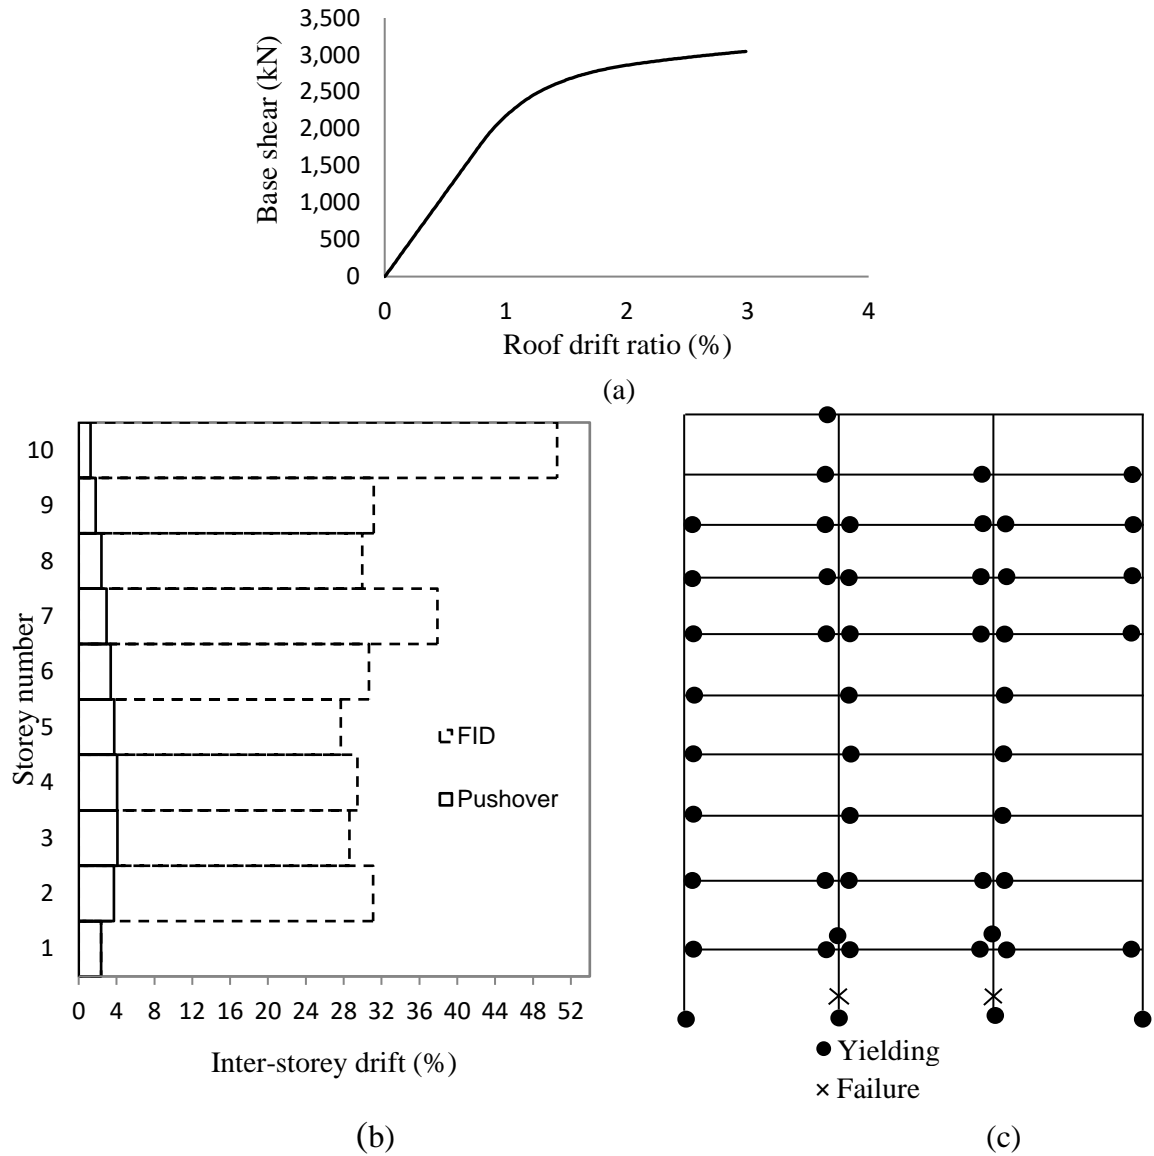 3,500
3,000
2,500
2,000
1,500
1,000
500
0
Base shear (kN)
0 1 2 3 4
Roof drift ratio (%)
(a)
10
9
8
7
6
5
4
3
2
1
Storey number
FID
Pushover
0 4 8 12 16 20 24 28 32 36 40 44 48 52
Inter-storey drift (%)
(b)
Yielding
Failure
(c)